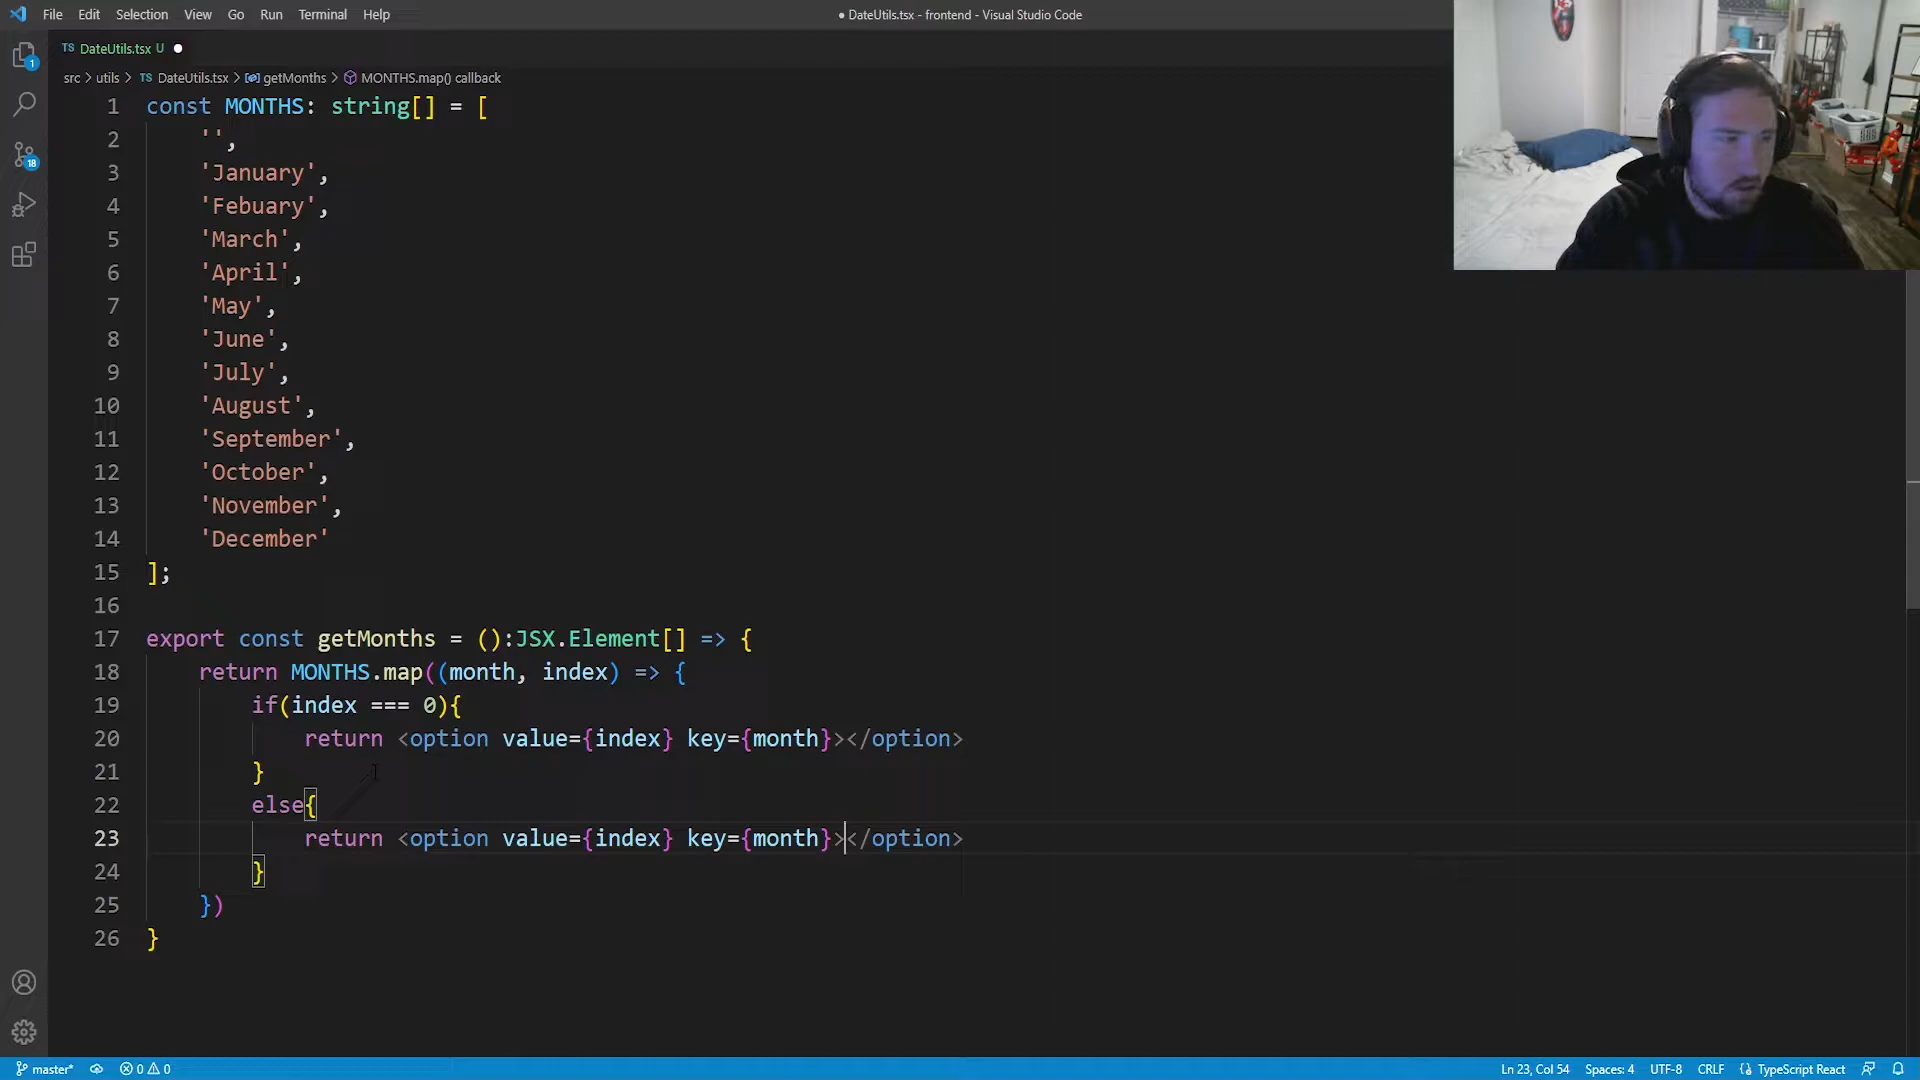 File Edit Selection View Go Run Terminal Help
● DateUtils.tsx - frontend - Visual Studio Code
TS DateUtils.tsx U ●
src > utils > TS DateUtils.tsx > getMonths > MONTHS.map() callback
1 const MONTHS: string[] = [
2 '',
3 'January',
4 'Febuary',
5 'March',
6 'April',
7 'May',
8 'June',
9 'July',
10 'August',
11 'September',
12 'October',
13 'November',
14 'December'
15 ];
16
17 export const getMonths = ():JSX.Element[] => {
18 return MONTHS.map((month, index) => {
19 if(index === 0){
20 return <option value={index} key={month}></option>
21 }
22 else{
23 return <option value={index} key={month}></option>
24 }
25 })
26 }
1
18
master* 0 0 Ln 23, Col 54 Spaces: 4 UTF-8 CRLF TypeScript React